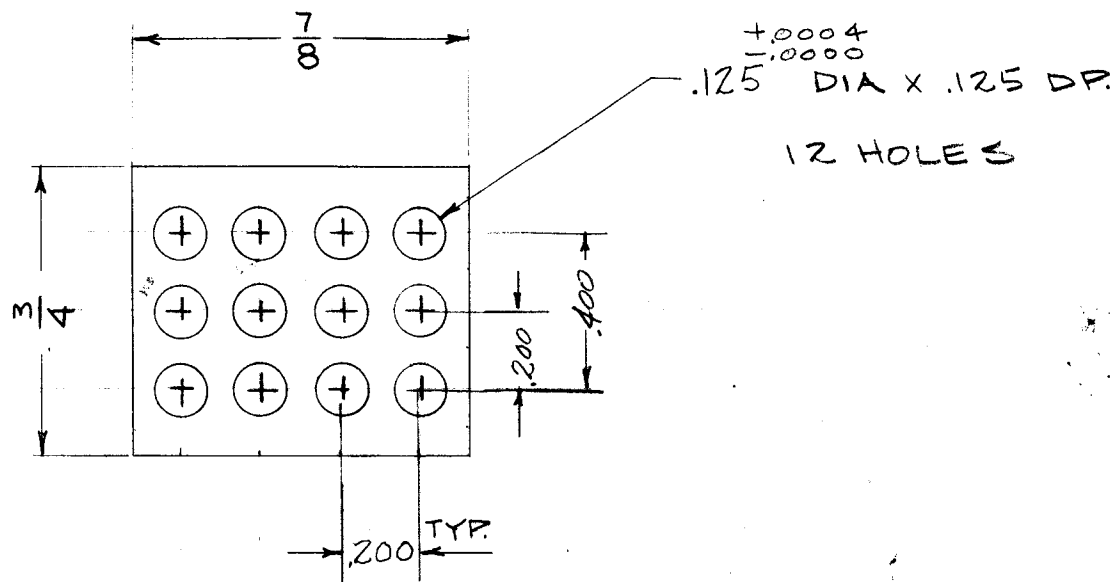 7/8
+.0004
-.0000
.125 DIA X .125 DP.
12 HOLES
3/4
.200
.400
.200 TYP.